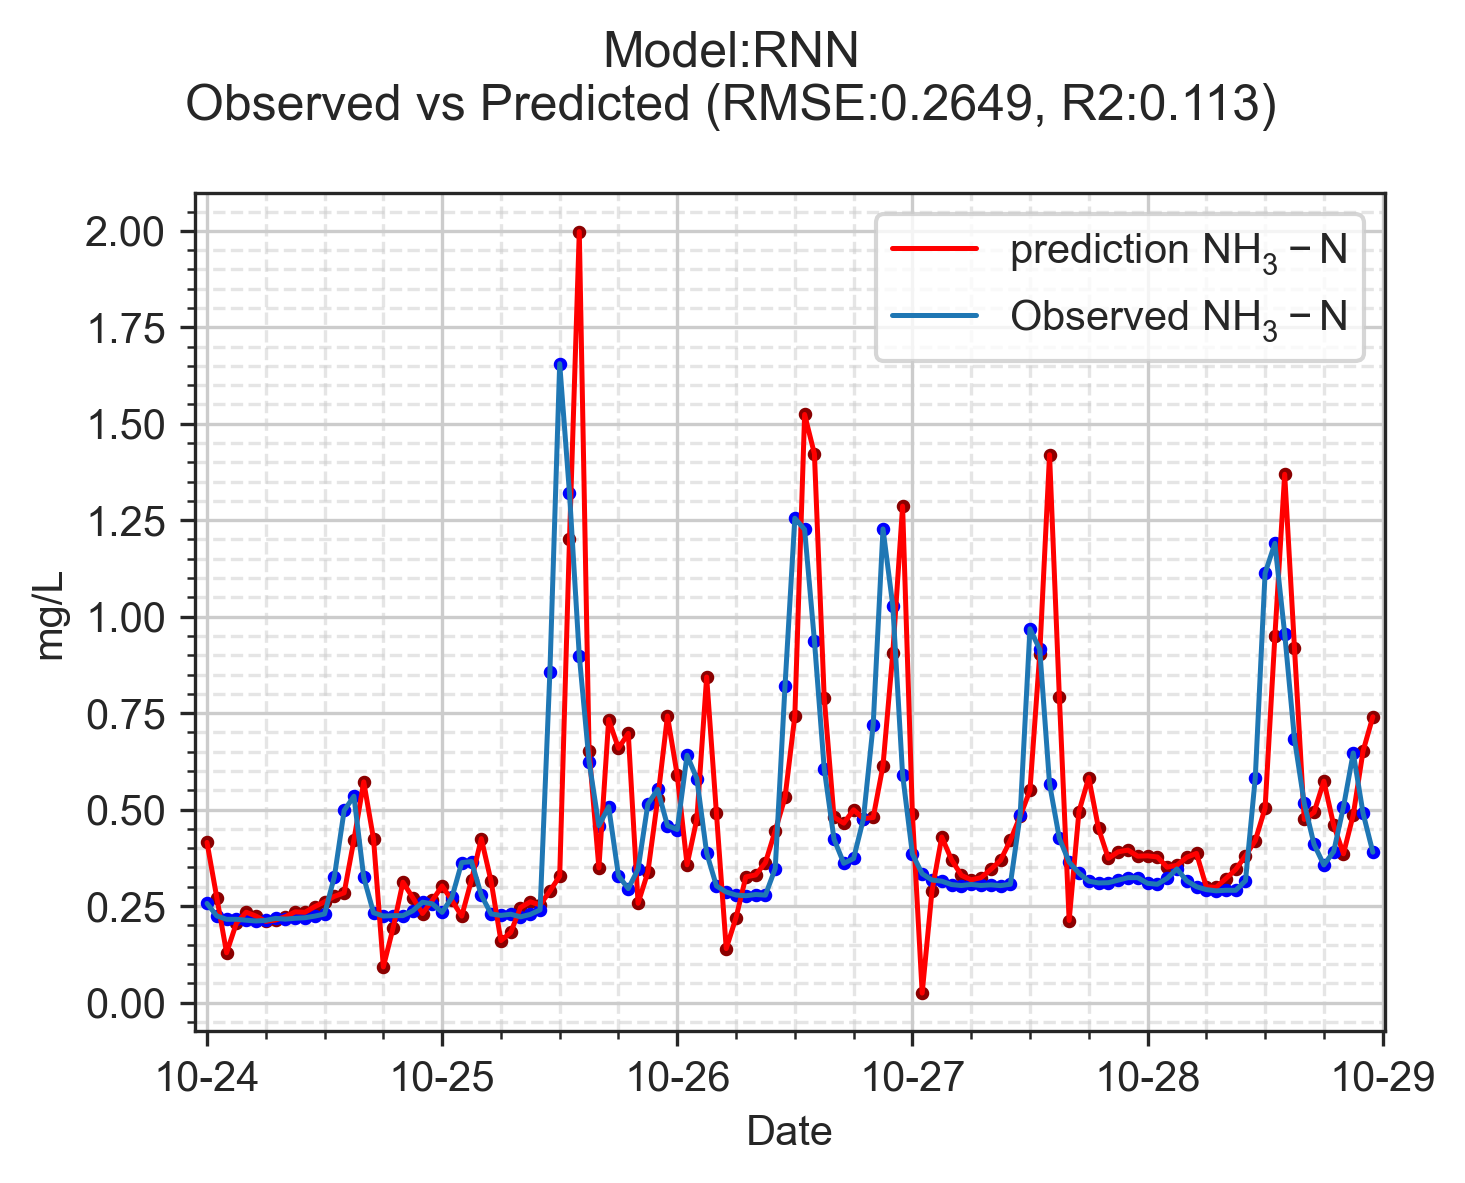 Model:RNN
Observed vs Predicted (RMSE:0.2649, R2:0.113)
prediction NH₃ − N
Observed NH₃ − N
2.00
1.75
1.50
1.25
1.00
0.75
0.50
0.25
0.00
mg/L
10-24 10-25 10-26 10-27 10-28 10-29
Date